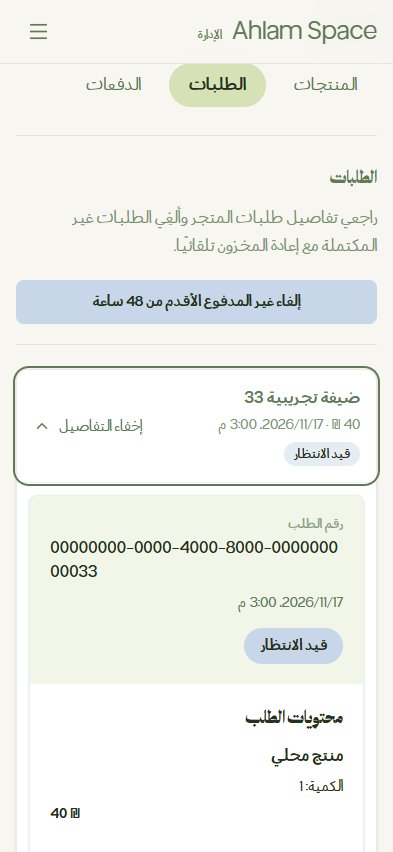 Ahlam Space الإدارة
المنتجات
الطلبات
الدفعات
الطلبات
راجعي تفاصيل طلبات المتجر وألغي الطلبات غير
المكتملة مع إعادة المخزون تلقائيًا.
إلغاء غير المدفوع الأقدم من 48 ساعة
ضيفة تجريبية 33
40 ₪ · 2026/11/17، 3:00 م
إخفاء التفاصيل
قيد الانتظار
رقم الطلب
00000000-0000-4000-8000-0000000
00033
2026/11/17، 3:00 م
قيد الانتظار
محتويات الطلب
منتج محلي
الكمية: 1
40 ₪